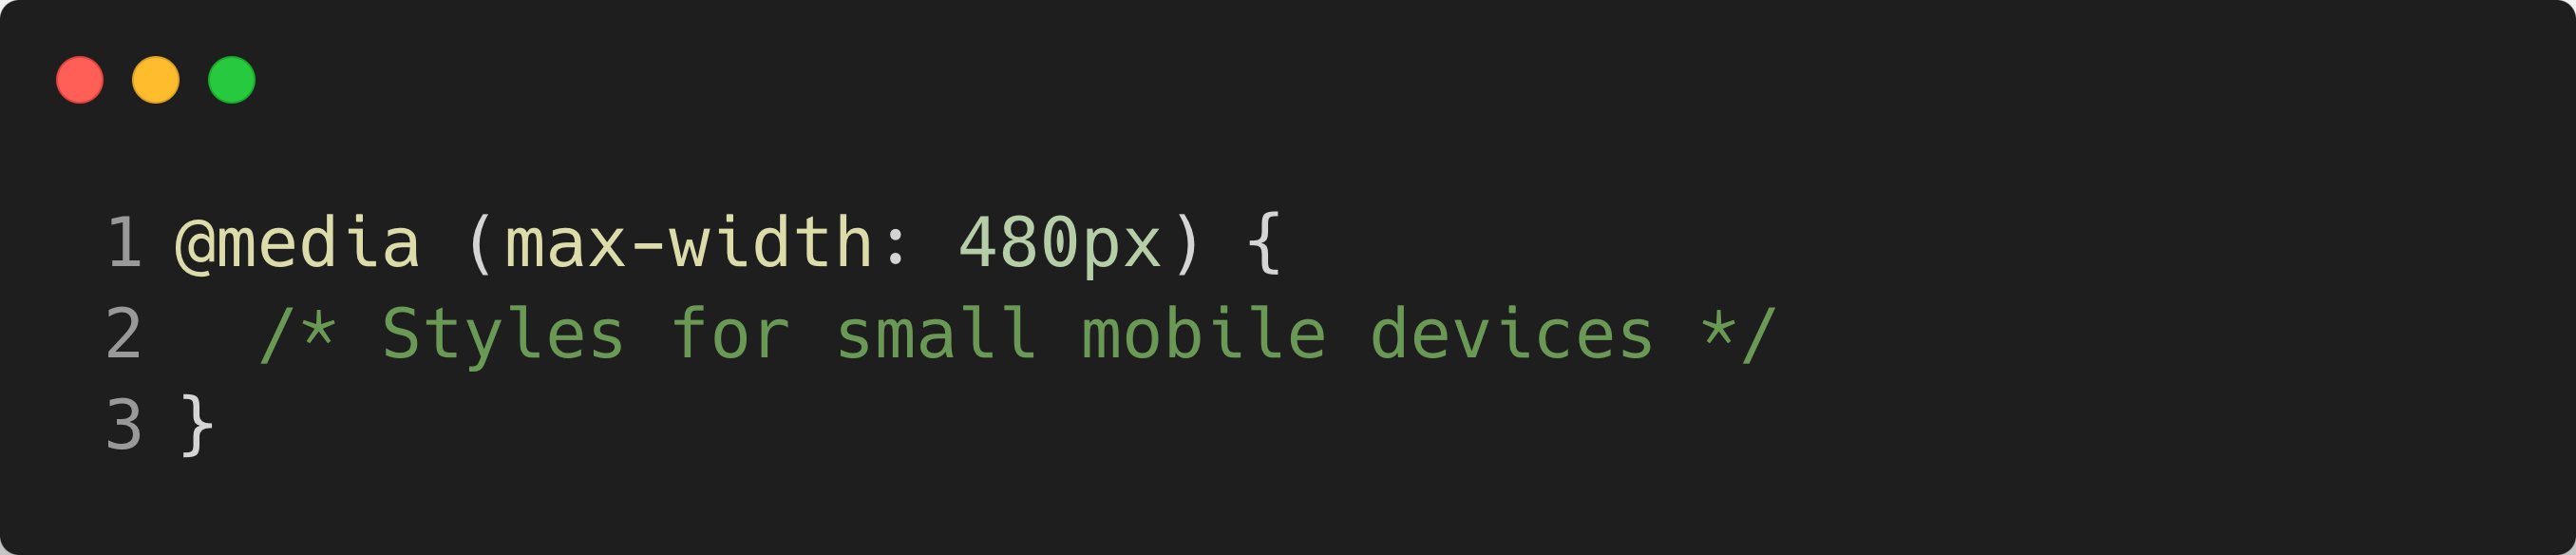 1 @media (max-width: 480px) {
2   /* Styles for small mobile devices */
3 }